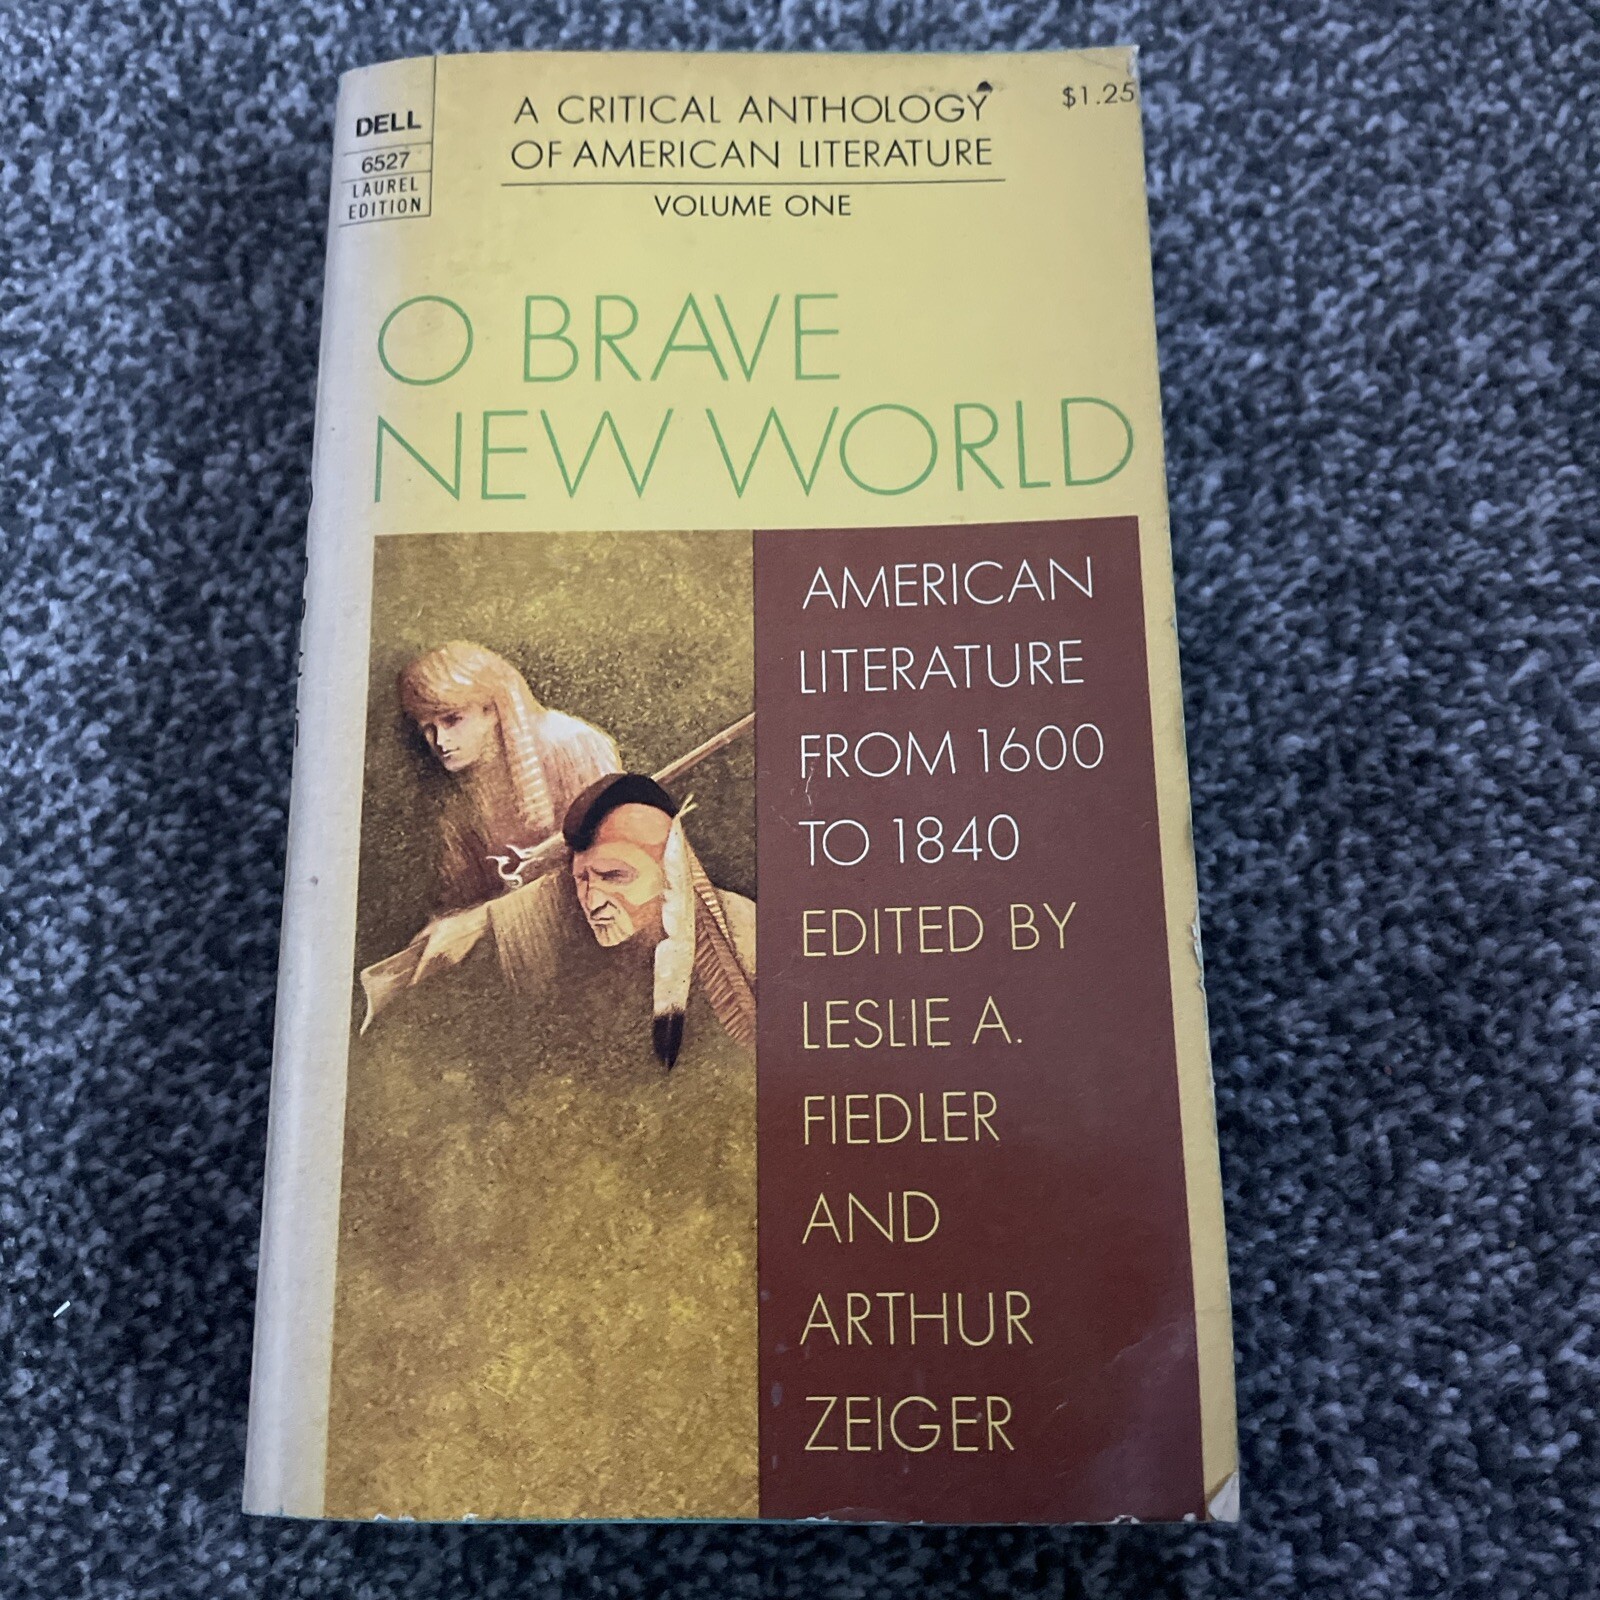 DELL
6527
LAUREL
EDITION
A CRITICAL ANTHOLOGY
OF AMERICAN LITERATURE
VOLUME ONE
$1.25
O BRAVE
NEW WORLD
AMERICAN
LITERATURE
FROM 1600
TO 1840
EDITED BY
LESLIE A.
FIEDLER
AND
ARTHUR
ZEIGER